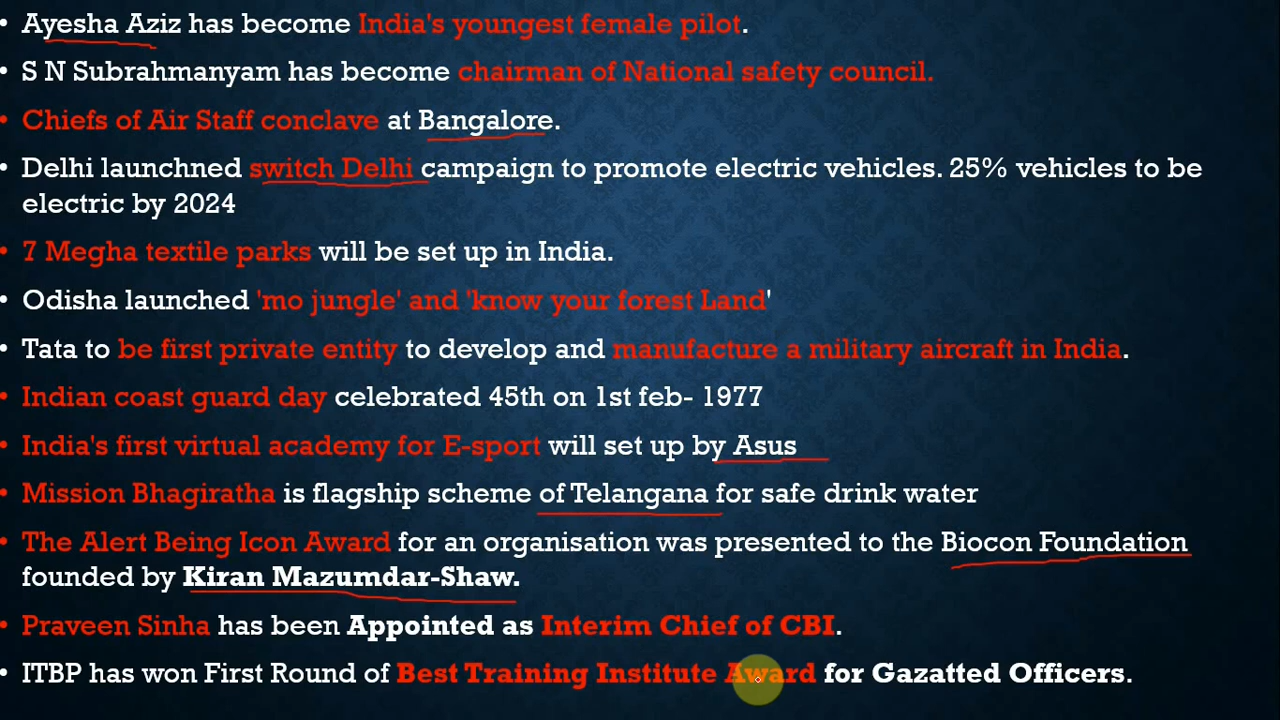 • Ayesha Aziz has become India's youngest female pilot.
• S N Subrahmanyam has become chairman of National safety council.
• Chiefs of Air Staff conclave at Bangalore.
• Delhi launchned switch Delhi campaign to promote electric vehicles. 25% vehicles to be
electric by 2024
• 7 Megha textile parks will be set up in India.
• Odisha launched 'mo jungle' and 'know your forest Land'
• Tata to be first private entity to develop and manufacture a military aircraft in India.
• Indian coast guard day celebrated 45th on 1st feb- 1977
• India's first virtual academy for E-sport will set up by Asus
• Mission Bhagiratha is flagship scheme of Telangana for safe drink water
• The Alert Being Icon Award for an organisation was presented to the Biocon Foundation
founded by Kiran Mazumdar-Shaw.
• Praveen Sinha has been Appointed as Interim Chief of CBI.
• ITBP has won First Round of Best Training Institute Award for Gazatted Officers.